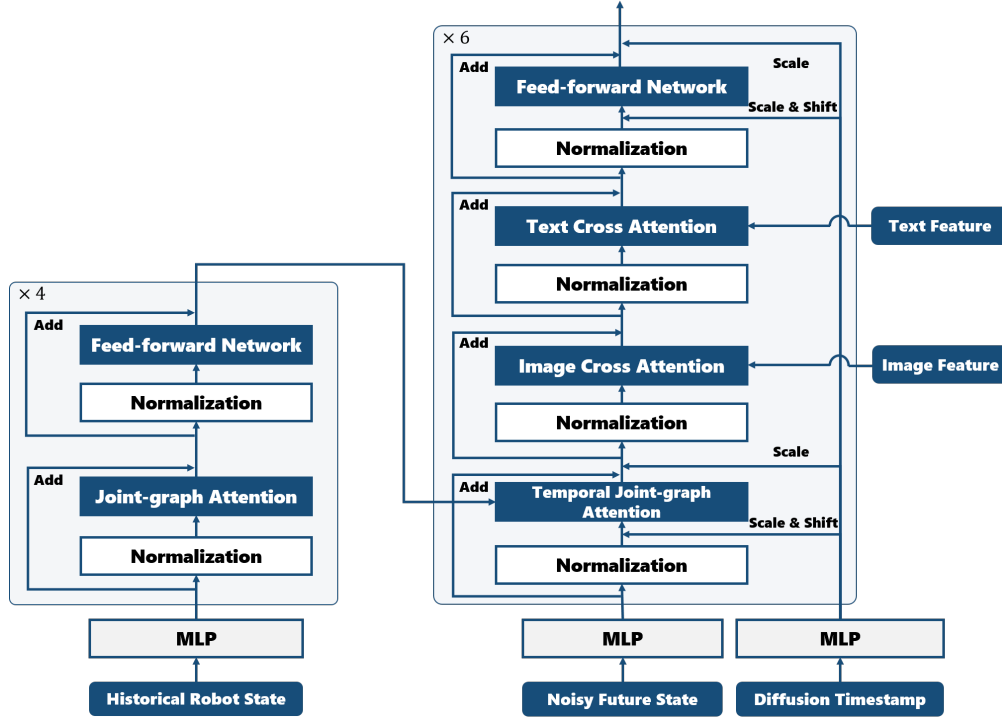 × 4
Add
Feed-forward Network
Normalization
Add
Joint-graph Attention
Normalization
MLP
Historical Robot State
× 6
Add
Scale
Feed-forward Network
Scale & Shift
Normalization
Add
Text Cross Attention
Text Feature
Normalization
Add
Image Cross Attention
Image Feature
Normalization
Scale
Add
Temporal Joint-graph
Attention
Scale & Shift
Normalization
MLP
Noisy Future State
MLP
Diffusion Timestamp